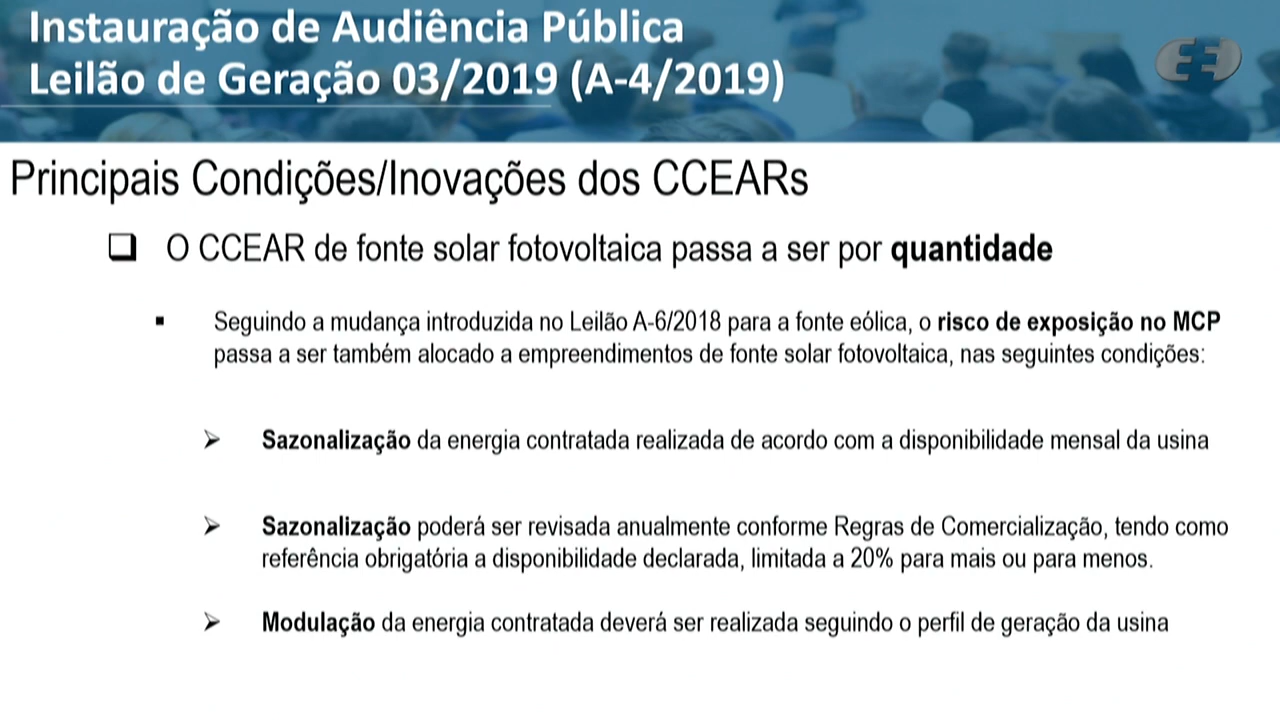 Instauração de Audiência Pública
Leilão de Geração 03/2019 (A-4/2019)
Principais Condições/Inovações dos CCEARs
O CCEAR de fonte solar fotovoltaica passa a ser por quantidade
Seguindo a mudança introduzida no Leilão A-6/2018 para a fonte eólica, o risco de exposição no MCP
passa a ser também alocado a empreendimentos de fonte solar fotovoltaica, nas seguintes condições:
Sazonalização da energia contratada realizada de acordo com a disponibilidade mensal da usina
Sazonalização poderá ser revisada anualmente conforme Regras de Comercialização, tendo como
referência obrigatória a disponibilidade declarada, limitada a 20% para mais ou para menos.
Modulação da energia contratada deverá ser realizada seguindo o perfil de geração da usina